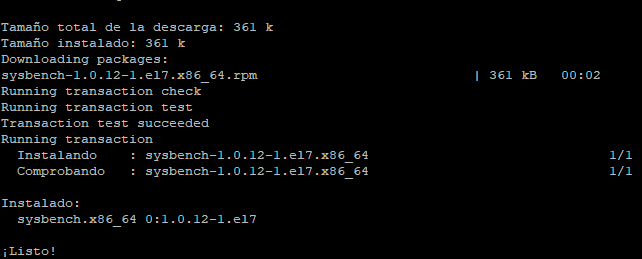 Tamaño total de la descarga: 361 k
Tamaño instalado: 361 k
Downloading packages:
sysbench-1.0.12-1.el7.x86_64.rpm | 361 kB 00:02
Running transaction check
Running transaction test
Transaction test succeeded
Running transaction
Instalando : sysbench-1.0.12-1.el7.x86_64 1/1
Comprobando : sysbench-1.0.12-1.el7.x86_64 1/1
Instalado:
sysbench.x86_64 0:1.0.12-1.el7
¡Listo!